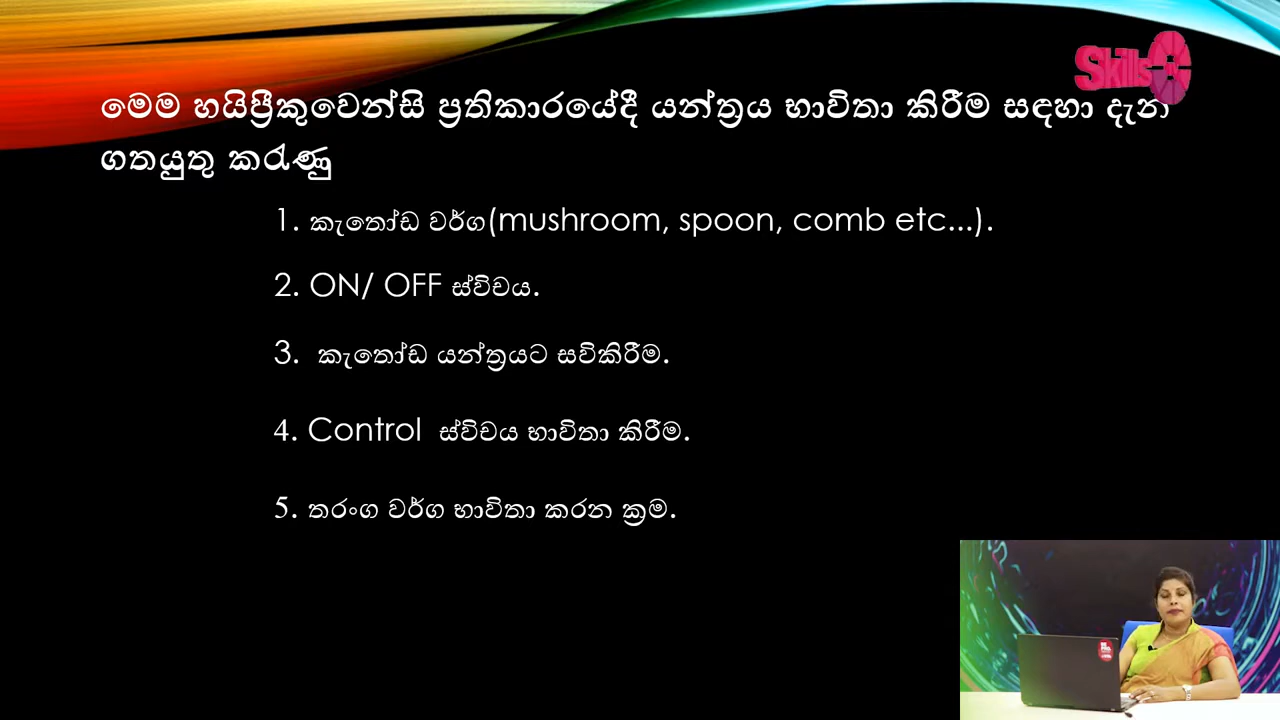 Skills
මෙම හයිප්‍රීකුවෙන්සි ප්‍රතිකාරයේදී යන්ත්‍රය භාවිතා කිරීම සඳහා දැන
ගතයුතු කරැණු
1. කැතෝඩ වර්ග(mushroom, spoon, comb etc...).
2. ON/ OFF ස්විචය.
3. කැතෝඩ යන්ත්‍රයට සවිකිරීම.
4. Control ස්විචය භාවිතා කිරීම.
5. තරංග වර්ග භාවිතා කරන ක්‍රම.